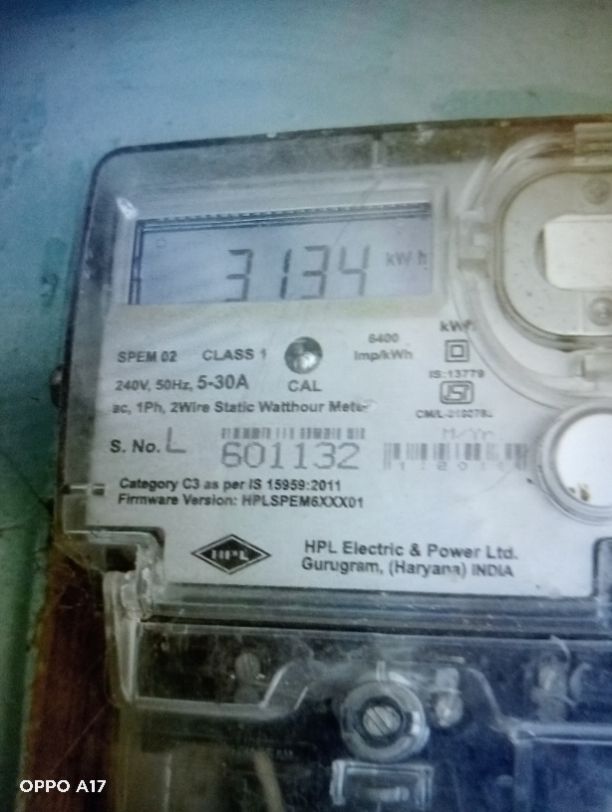 3134 kWh
SPEM 02 CLASS 1 6400 Imp/kWh kWh
240V, 50Hz, 5-30A CAL IS:13779
ac, 1Ph, 2Wire Static Watthour Meter CM/L-
S. No. L 601132 M/Yr
Category C3 as per IS 15959:2011
Firmware Version: HPLSPEM6XXX01
HPL
HPL Electric & Power Ltd.
Gurugram, (Haryana) INDIA
OPPO A17